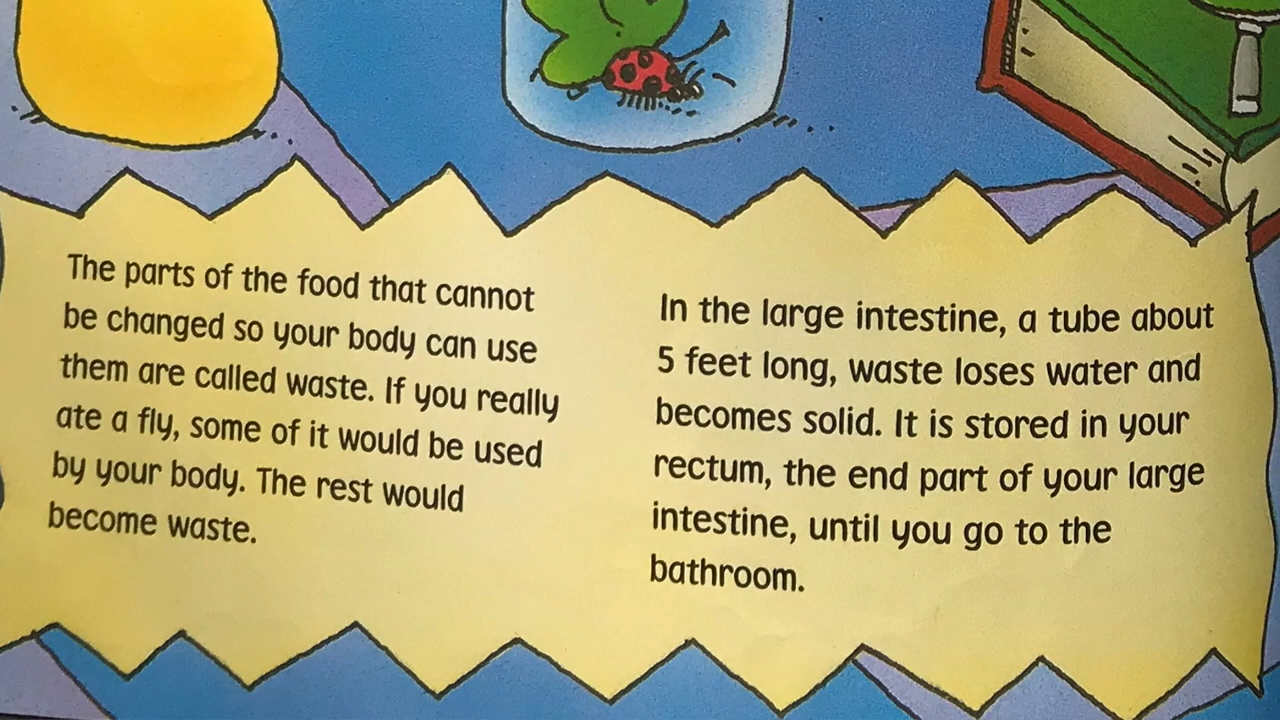 The parts of the food that cannot
be changed so your body can use
them are called waste. If you really
ate a fly, some of it would be used
by your body. The rest would
become waste.
In the large intestine, a tube about
5 feet long, waste loses water and
becomes solid. It is stored in your
rectum, the end part of your large
intestine, until you go to the
bathroom.